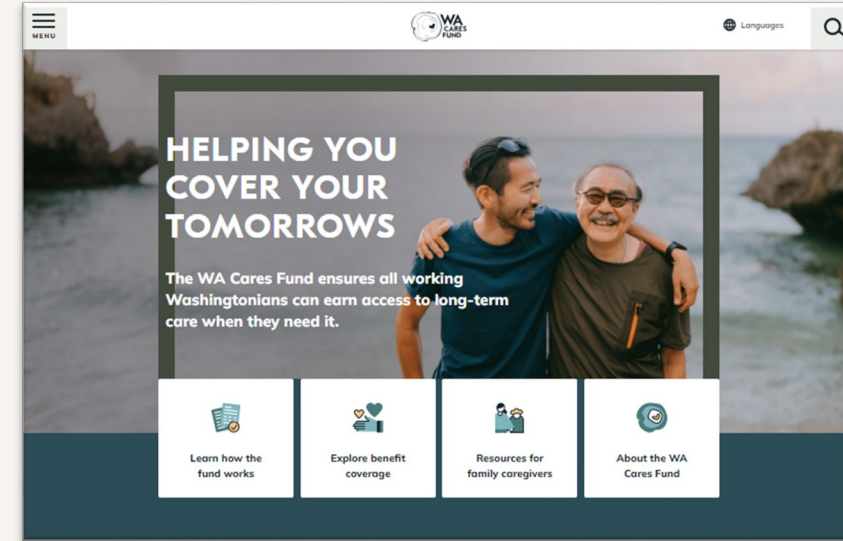 MENU
WA
CARES
FUND
Languages
HELPING YOU
COVER YOUR
TOMORROWS
The WA Cares Fund ensures all working
Washingtonians can earn access to long-term
care when they need it.
Learn how the
fund works
Explore benefit
coverage
Resources for
family caregivers
About the WA
Cares Fund